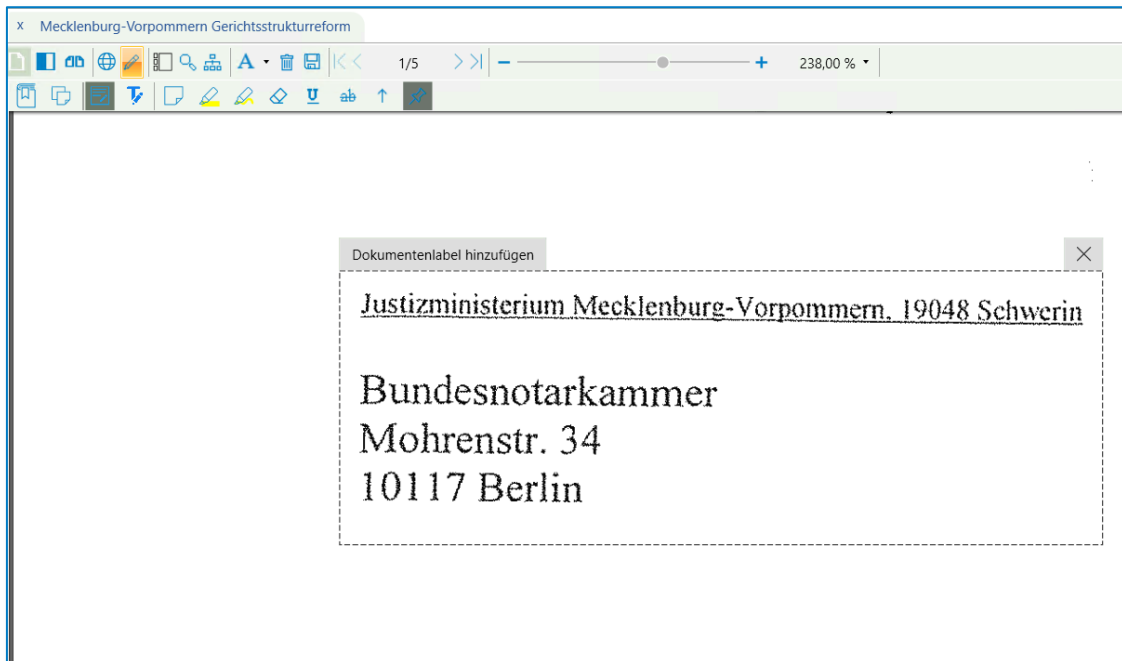 x Mecklenburg-Vorpommern Gerichtsstrukturreform
A 1/5 238,00 %
T U ab
Dokumentenlabel hinzufügen
Justizministerium Mecklenburg-Vorpommern, 19048 Schwerin
Bundesnotarkammer
Mohrenstr. 34
10117 Berlin